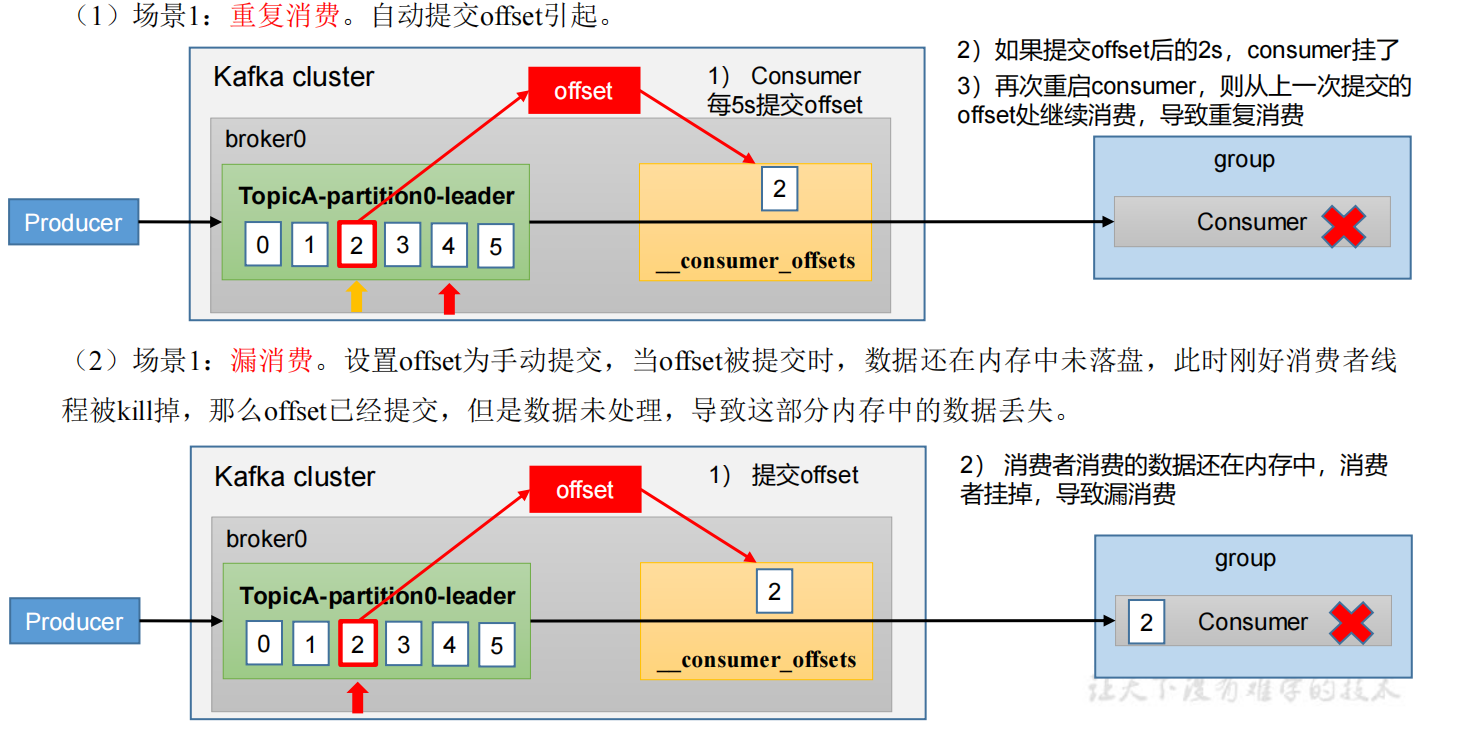 （1）场景1：重复消费。自动提交offset引起。
Kafka cluster
offset
1） Consumer
每5s提交offset
2）如果提交offset后的2s，consumer挂了
3）再次重启consumer，则从上一次提交的
offset处继续消费，导致重复消费
broker0
TopicA-partition0-leader
0 1 2 3 4 5
2
__consumer_offsets
Producer
group
Consumer
（2）场景1：漏消费。设置offset为手动提交，当offset被提交时，数据还在内存中未落盘，此时刚好消费者线
程被kill掉，那么offset已经提交，但是数据未处理，导致这部分内存中的数据丢失。
Kafka cluster
offset
1） 提交offset
2） 消费者消费的数据还在内存中，消费
者挂掉，导致漏消费
broker0
TopicA-partition0-leader
0 1 2 3 4 5
2
__consumer_offsets
Producer
group
2 Consumer
让天下没有难学的技术